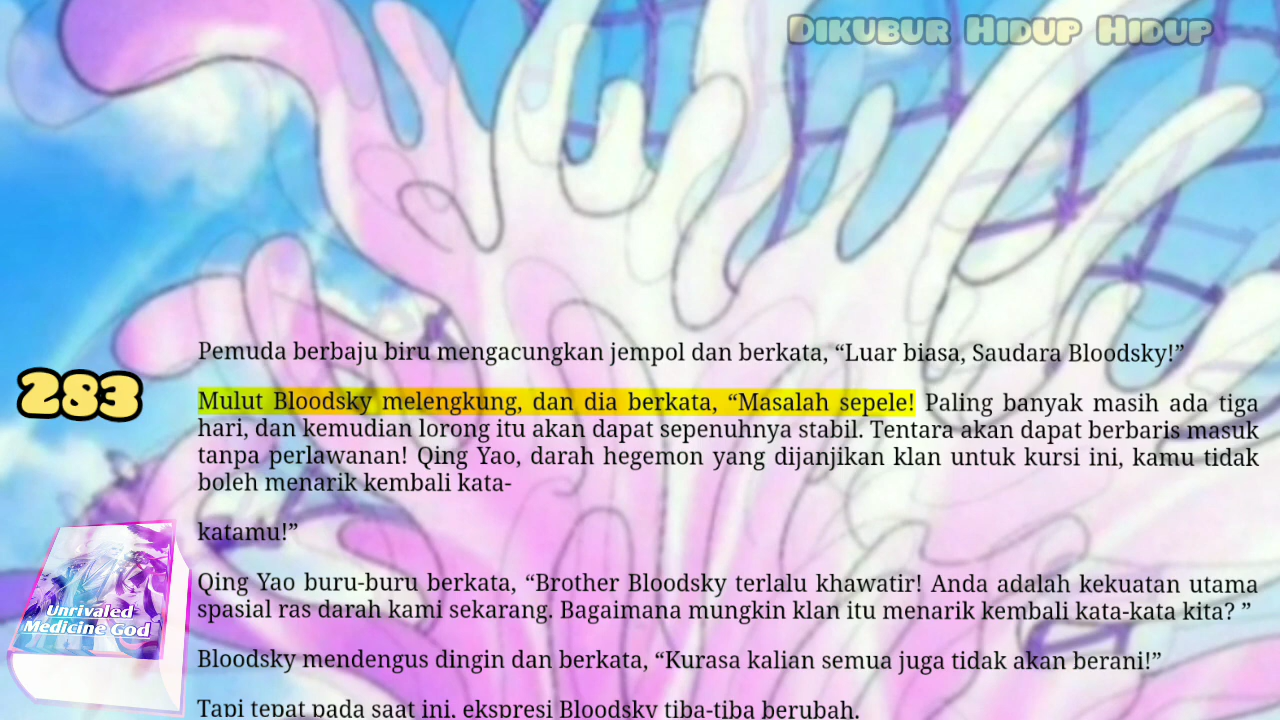 Dikubur Hidup Hidup
Pemuda berbaju biru mengacungkan jempol dan berkata, “Luar biasa, Saudara Bloodsky!”
283
Mulut Bloodsky melengkung, dan dia berkata, “Masalah sepele! Paling banyak masih ada tiga
hari, dan kemudian lorong itu akan dapat sepenuhnya stabil. Tentara akan dapat berbaris masuk
tanpa perlawanan! Qing Yao, darah hegemon yang dijanjikan klan untuk kursi ini, kamu tidak
boleh menarik kembali kata-
katamu!”
Qing Yao buru-buru berkata, “Brother Bloodsky terlalu khawatir! Anda adalah kekuatan utama
spasial ras darah kami sekarang. Bagaimana mungkin klan itu menarik kembali kata-kata kita? ”
Unrivaled
Medicine God
Bloodsky mendengus dingin dan berkata, “Kurasa kalian semua juga tidak akan berani!”
Tapi tepat pada saat ini, ekspresi Bloodsky tiba-tiba berubah.